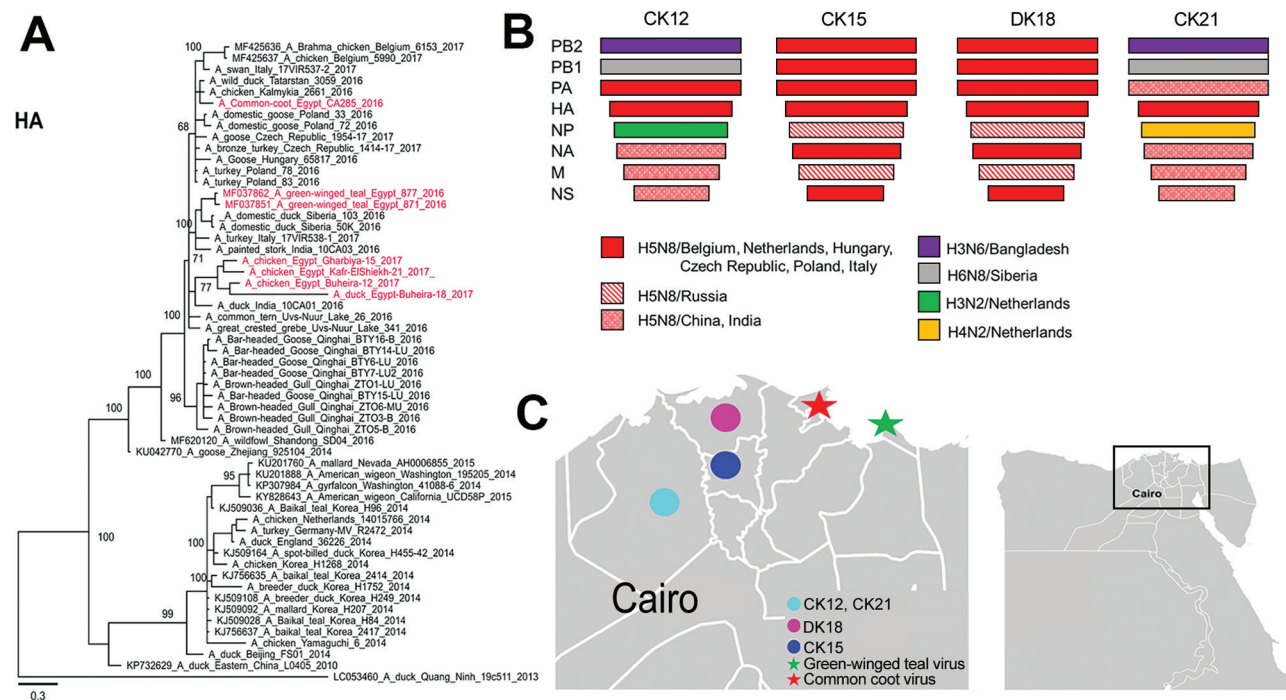 A
HA
100
MF425636_A_Brahma_chicken_Belgium_6153_2017
MF425637_A_chicken_Belgium_5990_2017
A_swan_Italy_17VIR537-2_2017
A_wild_duck_Tatarstan_3059_2016
A_chicken_Kalmykia_2661_2016
A_Common-coot_Egypt_CA285_2016
A_domestic_goose_Poland_33_2016
68
A_domestic_goose_Poland_72_2016
A_goose_Czech_Republic_1954-17_2017
A_bronze_turkey_Czech_Republic_1414-17_2017
A_Goose_Hungary_65817_2016
A_turkey_Poland_78_2016
A_turkey_Poland_83_2016
MF037862_A_green-winged_teal_Egypt_877_2016
MF037851_A_green-winged_teal_Egypt_871_2016
A_domestic_duck_Siberia_103_2016
100
A_domestic_duck_Siberia_50K_2016
A_turkey_Italy_17VIR538-1_2017
A_painted_stork_India_10CA03_2016
71
A_chicken_Egypt_Gharbiya-15_2017
A_chicken_Egypt_Kafr-ElShiekh-21_2017_
77
A_chicken_Egypt_Buheira-12_2017
A_duck_Egypt-Buheira-18_2017
A_duck_India_10CA01_2016
100
A_common_tern_Uvs-Nuur_Lake_26_2016
A_great_crested_grebe_Uvs-Nuur_Lake_341_2016
A_Bar-headed_Goose_Qinghai_BTY16-B_2016
A_Bar-headed_Goose_Qinghai_BTY14-LU_2016
A_Bar-headed_Goose_Qinghai_BTY6-LU_2016
A_Bar-headed_Goose_Qinghai_BTY7-LU2_2016
100
A_Brown-headed_Gull_Qinghai_ZTO1-LU_2016
A_Bar-headed_Goose_Qinghai_BTY15-LU_2016
96
A_Brown-headed_Gull_Qinghai_ZTO6-MU_2016
100
A_Brown-headed_Gull_Qinghai_ZTO3-B_2016
A_Brown-headed_Gull_Qinghai_ZTO5-B_2016
MF620120_A_wildfowl_Shandong_SD04_2016
KU042770_A_goose_Zhejiang_925104_2014
KU201760_A_mallard_Nevada_AH0006855_2015
95
KU201888_A_American_wigeon_Washington_195205_2014
KP307984_A_gyrfalcon_Washington_41088-6_2014
KY828643_A_American_wigeon_California_UCD58P_2015
KJ509036_A_Baikal_teal_Korea_H96_2014
A_chicken_Netherlands_14015766_2014
A_turkey_Germany-MV_R2472_2014
100
100
A_duck_England_36226_2014
KJ509164_A_spot-billed_duck_Korea_H455-42_2014
A_chicken_Korea_H1268_2014
KJ756635_A_baikal_teal_Korea_2414_2014
100
A_breeder_duck_Korea_H1752_2014
KJ509108_A_breeder_duck_Korea_H249_2014
KJ509092_A_mallard_Korea_H207_2014
99
KJ509028_A_Baikal_teal_Korea_H84_2014
KJ756637_A_baikal_teal_Korea_2417_2014
A_chicken_Yamaguchi_6_2014
A_duck_Beijing_FS01_2014
KP732629_A_duck_Eastern_China_L0405_2010
LC053460_A_duck_Quang_Ninh_19c511_2013
0.3
B
CK12 CK15 DK18 CK21
PB2
PB1
PA
HA
NP
NA
M
NS
H5N8/Belgium, Netherlands, Hungary,
Czech Republic, Poland, Italy
H5N8/Russia
H5N8/China, India
H3N6/Bangladesh
H6N8/Siberia
H3N2/Netherlands
H4N2/Netherlands
C
Cairo
CK12, CK21
DK18
CK15
Green-winged teal virus
Common coot virus
Cairo